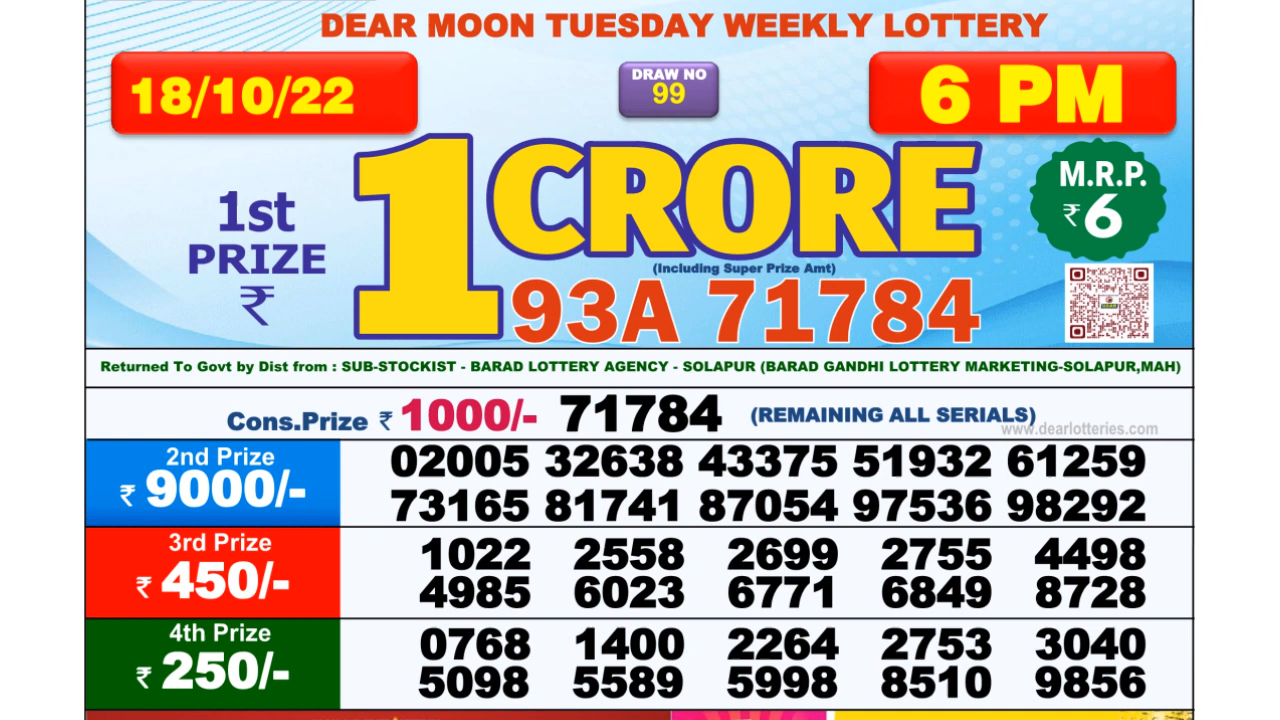 DEAR MOON TUESDAY WEEKLY LOTTERY
18/10/22
DRAW NO
99
6 PM
1st
PRIZE
₹
1 CRORE
(Including Super Prize Amt)
93A 71784
M.R.P.
₹ 6
Returned To Govt by Dist from : SUB-STOCKIST - BARAD LOTTERY AGENCY - SOLAPUR (BARAD GANDHI LOTTERY MARKETING-SOLAPUR,MAH)
Cons.Prize ₹ 1000/- 71784 (REMAINING ALL SERIALS)
www.dearlotteries.com
2nd Prize
₹ 9000/-
02005 32638 43375 51932 61259
73165 81741 87054 97536 98292
3rd Prize
₹ 450/-
1022 2558 2699 2755 4498
4985 6023 6771 6849 8728
4th Prize
₹ 250/-
0768 1400 2264 2753 3040
5098 5589 5998 8510 9856